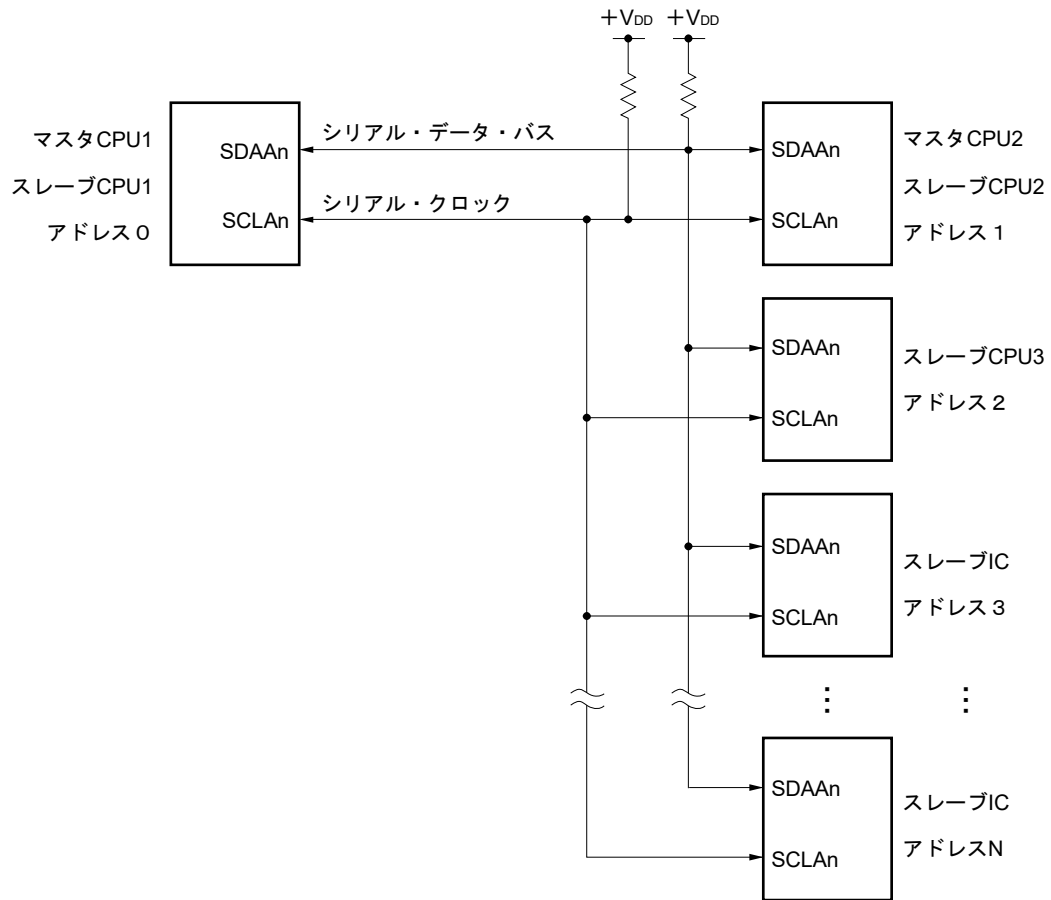 ＋VDD
＋VDD
マスタCPU1
スレーブCPU1
アドレス０
SDAAn
SCLAn
シリアル・データ・バス
シリアル・クロック
SDAAn
SCLAn
マスタCPU2
スレーブCPU2
アドレス１
SDAAn
SCLAn
スレーブCPU3
アドレス２
SDAAn
SCLAn
スレーブIC
アドレス３
SDAAn
SCLAn
スレーブIC
アドレスN